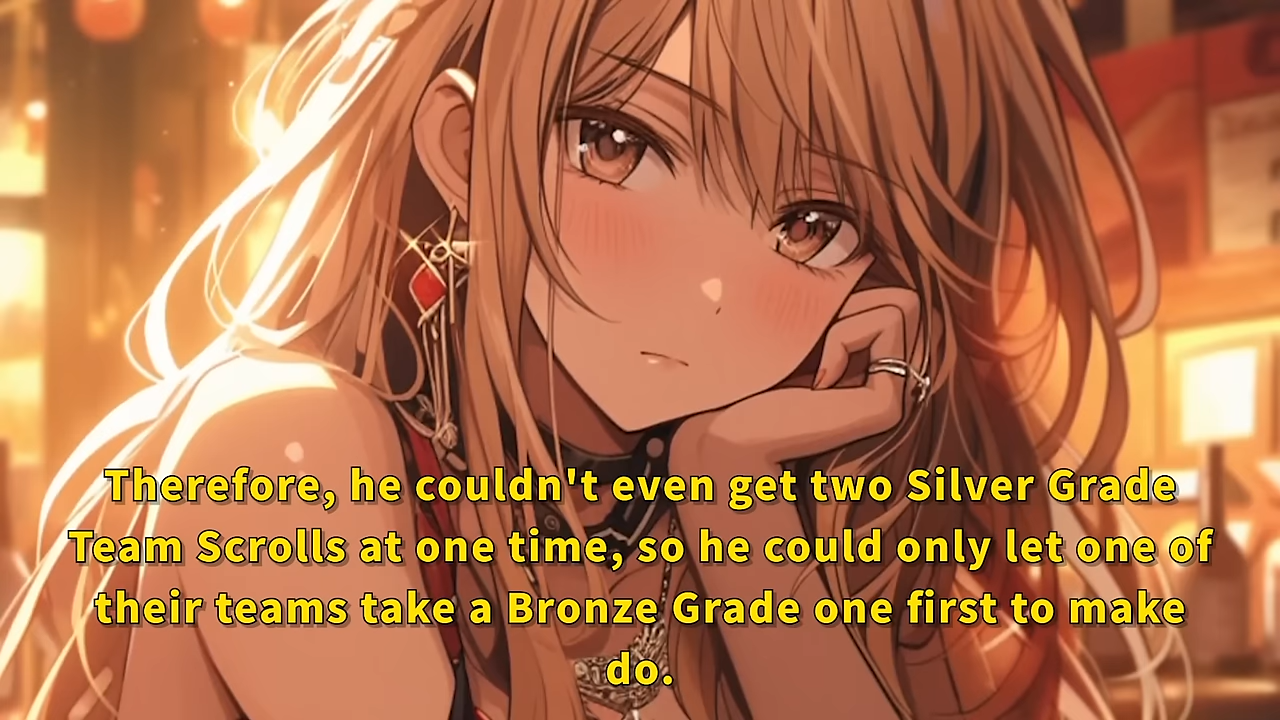 Therefore, he couldn't even get two Silver Grade
Team Scrolls at one time, so he could only let one of
their teams take a Bronze Grade one first to make
do.